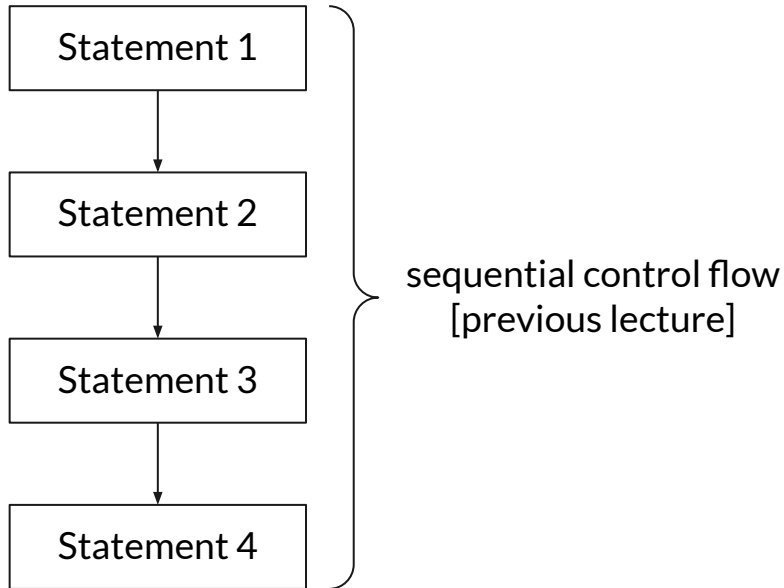 Statement 1
Statement 2
sequential control flow
[previous lecture]
Statement 3
Statement 4